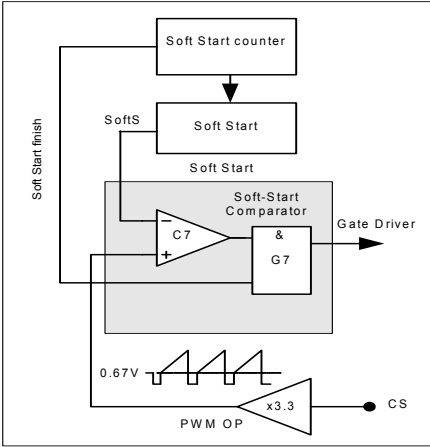 Soft Start counter
SoftS
Soft Start
Soft Start finish
Soft Start
Soft-Start
Comparator
C7
&
G7
Gate Driver
0.67V
x3.3
CS
PWM OP